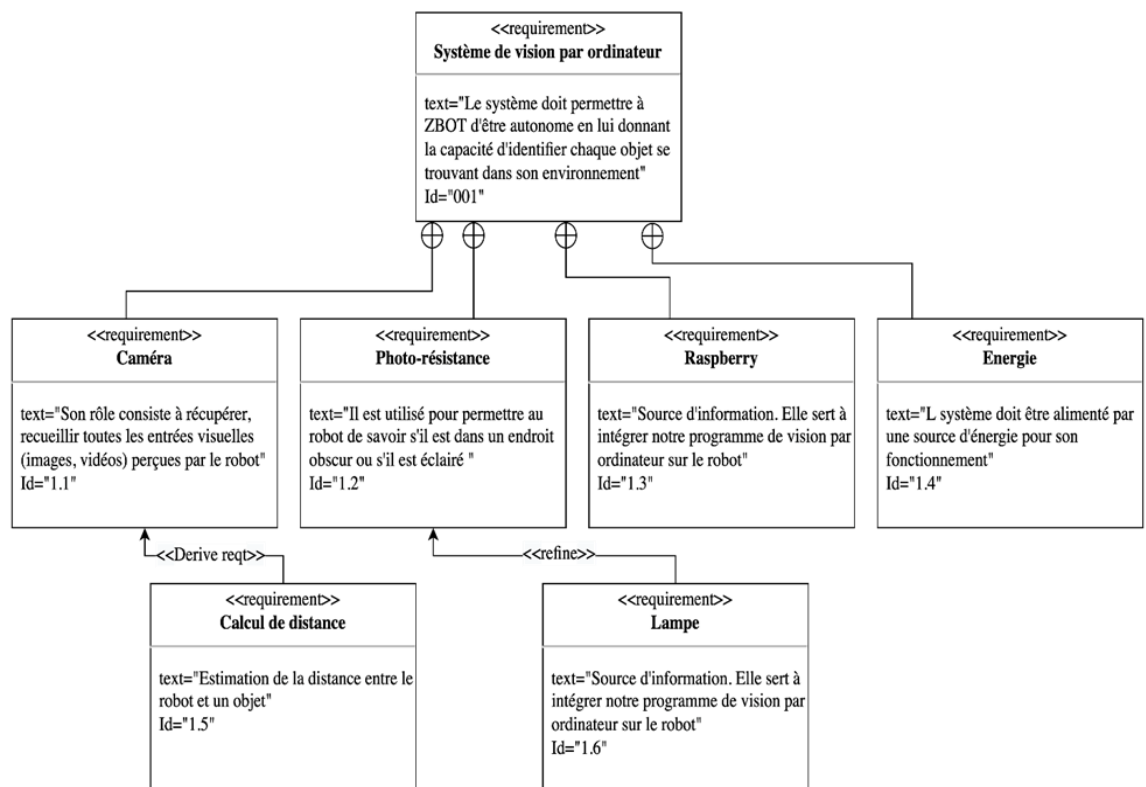 <<requirement>>
Système de vision par ordinateur
text="Le système doit permettre à
ZBOT d'être autonome en lui donnant
la capacité d'identifier chaque objet se
trouvant dans son environnement"
Id="001"
<<requirement>>
Caméra
text="Son rôle consiste à récupérer,
recueillir toutes les entrées visuelles
(images, vidéos) perçues par le robot"
Id="1.1"
<<requirement>>
Photo-résistance
text="Il est utilisé pour permettre au
robot de savoir s'il est dans un endroit
obscur ou s'il est éclairé "
Id="1.2"
<<requirement>>
Raspberry
text="Source d'information. Elle sert à
intégrer notre programme de vision par
ordinateur sur le robot"
Id="1.3"
<<requirement>>
Energie
text="L système doit être alimenté par
une source d'énergie pour son
fonctionnement"
Id="1.4"
<<Derive reqt>>
<<refine>>
<<requirement>>
Calcul de distance
text="Estimation de la distance entre le
robot et un objet"
Id="1.5"
<<requirement>>
Lampe
text="Source d'information. Elle sert à
intégrer notre programme de vision par
ordinateur sur le robot"
Id="1.6"